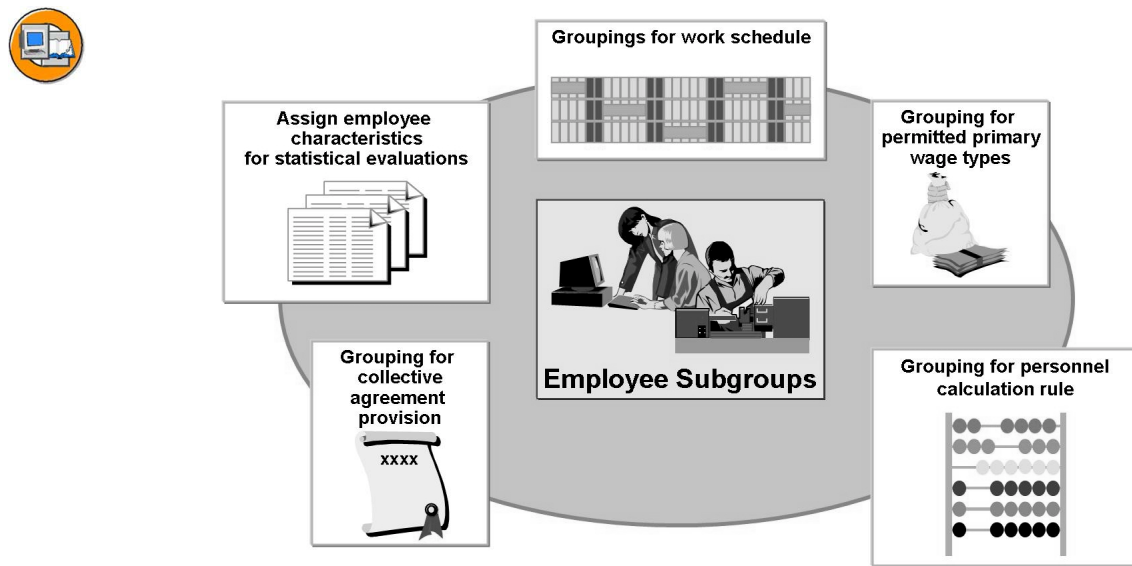 Groupings for work schedule
Assign employee
characteristics
for statistical evaluations
Grouping for
permitted primary
wage types
Employee Subgroups
Grouping for
collective
agreement
provision
xxxx
Grouping for personnel
calculation rule